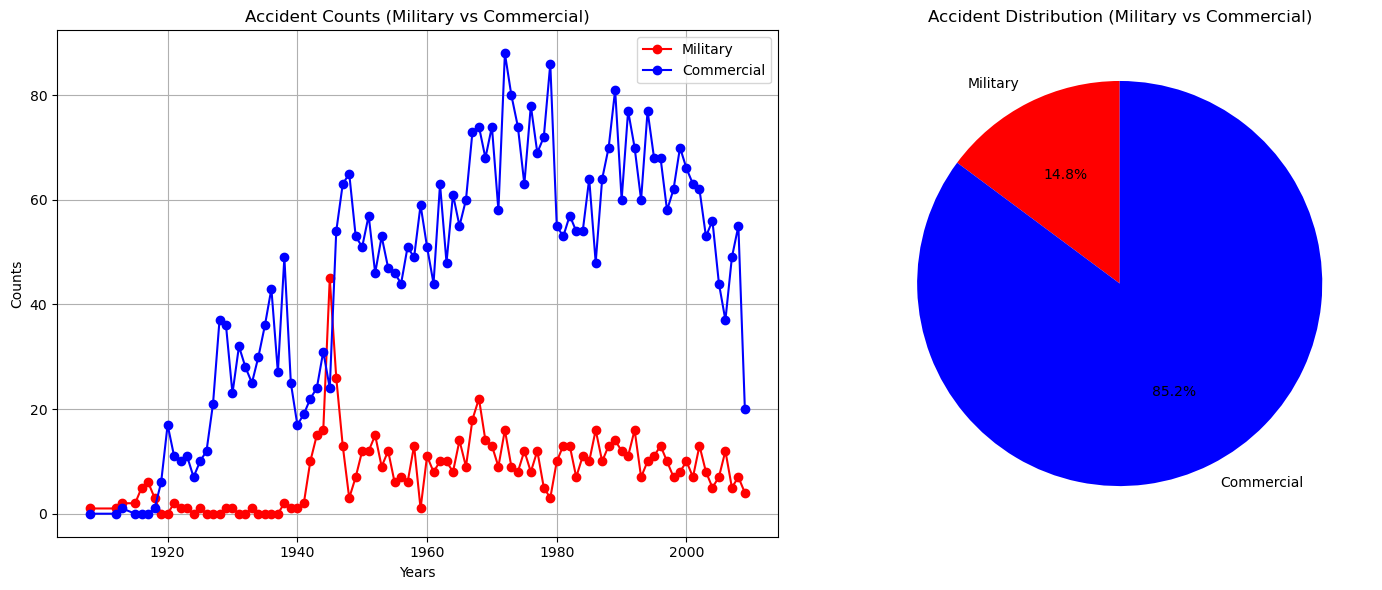 Accident Counts (Military vs Commercial)
Military
Commercial
80
60
40
20
0
Counts
1920
1940
1960
1980
2000
Years
Accident Distribution (Military vs Commercial)
Military
14.8%
85.2%
Commercial